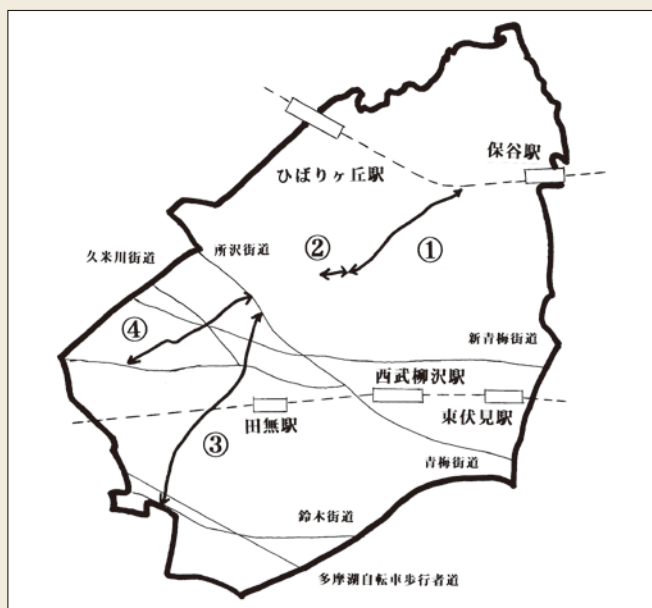 保谷駅
ひばりヶ丘駅
①
②
所沢街道
久米川街道
④
新青梅街道
西武柳沢駅
田無駅
東伏見駅
③
青梅街道
鈴木街道
多摩湖自転車歩行者道